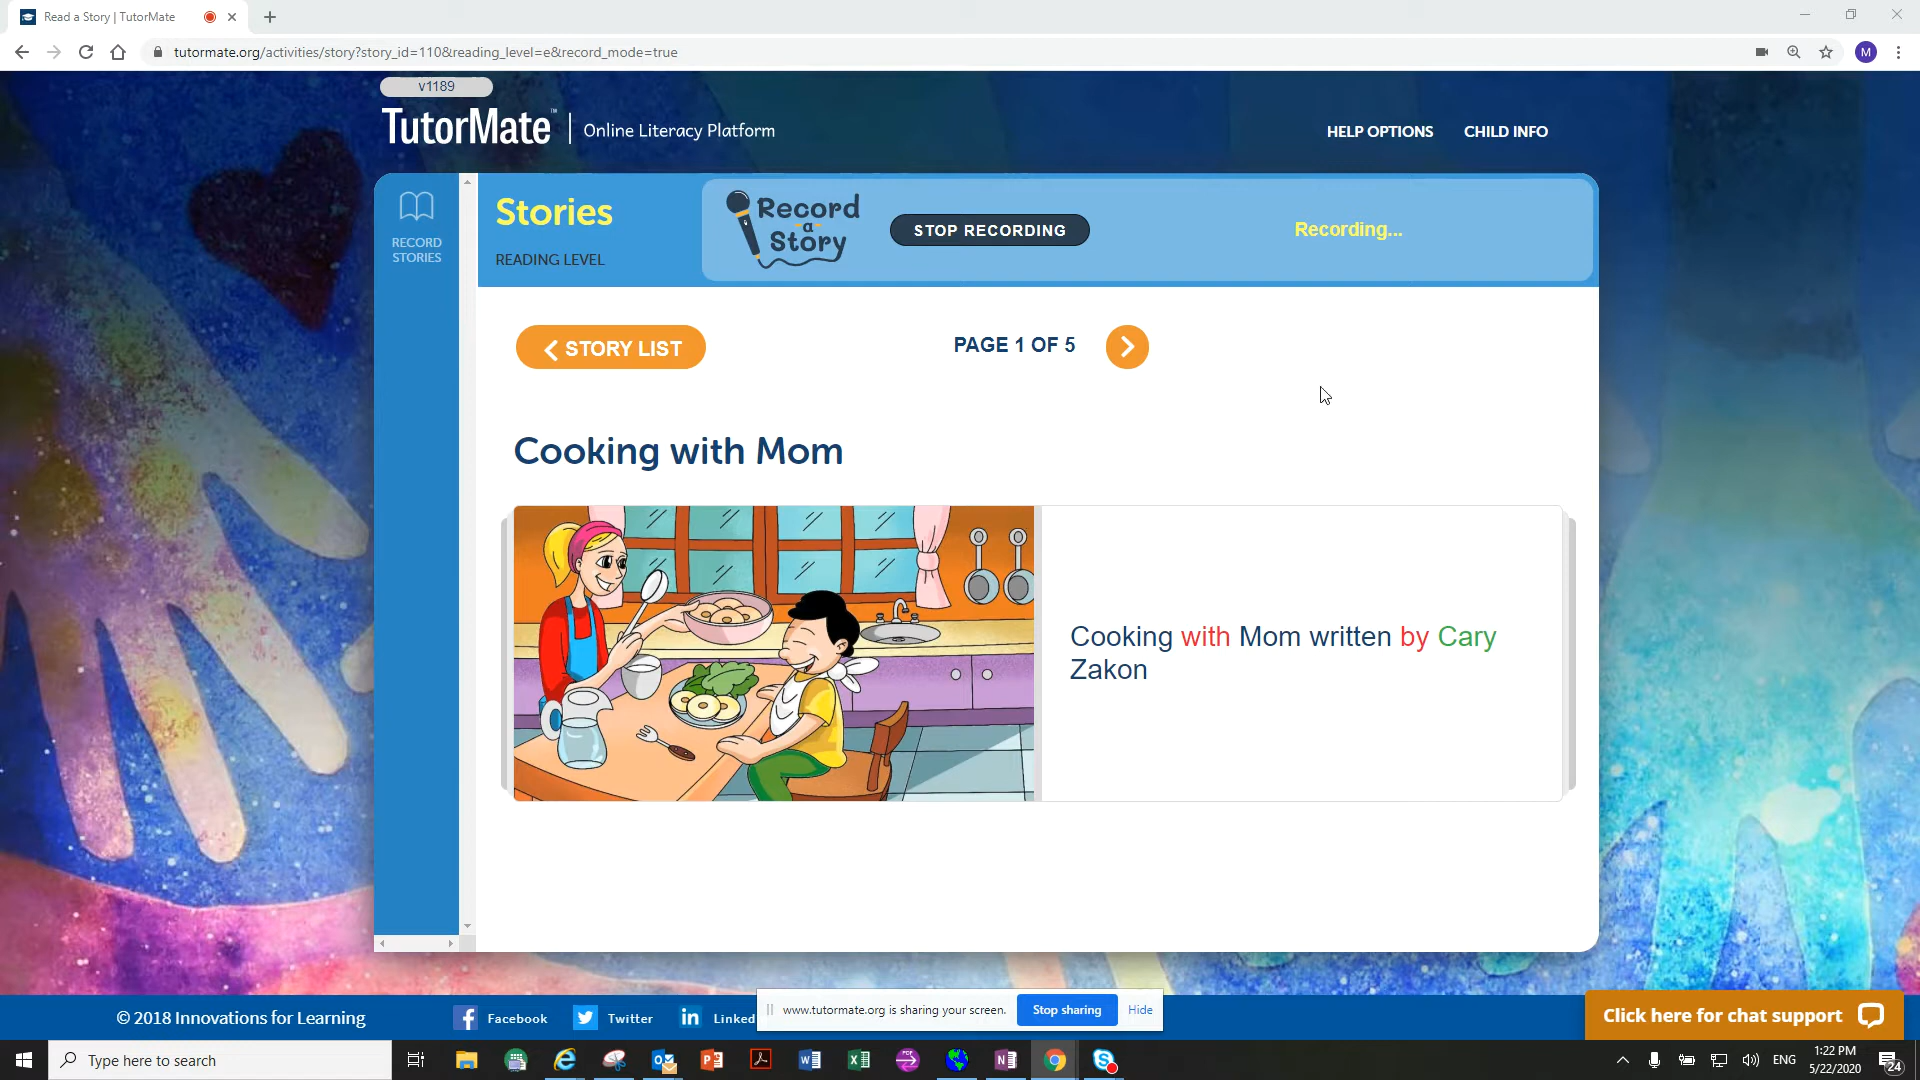 Read a Story | TutorMate
tutormate.org/activities/story?story_id=110&reading_level=e&record_mode=true
M
v1189
TutorMate™ | Online Literacy Platform
HELP OPTIONS CHILD INFO
RECORD
STORIES
Stories
READING LEVEL
Record
a
Story
STOP RECORDING
Recording...
STORY LIST
PAGE 1 OF 5
Cooking with Mom
Cooking with Mom written by Cary
Zakon
© 2018 Innovations for Learning
Facebook
Twitter
Linked
www.tutormate.org is sharing your screen.
Stop sharing
Hide
Click here for chat support
Type here to search
ENG
1:22 PM
5/22/2020
24